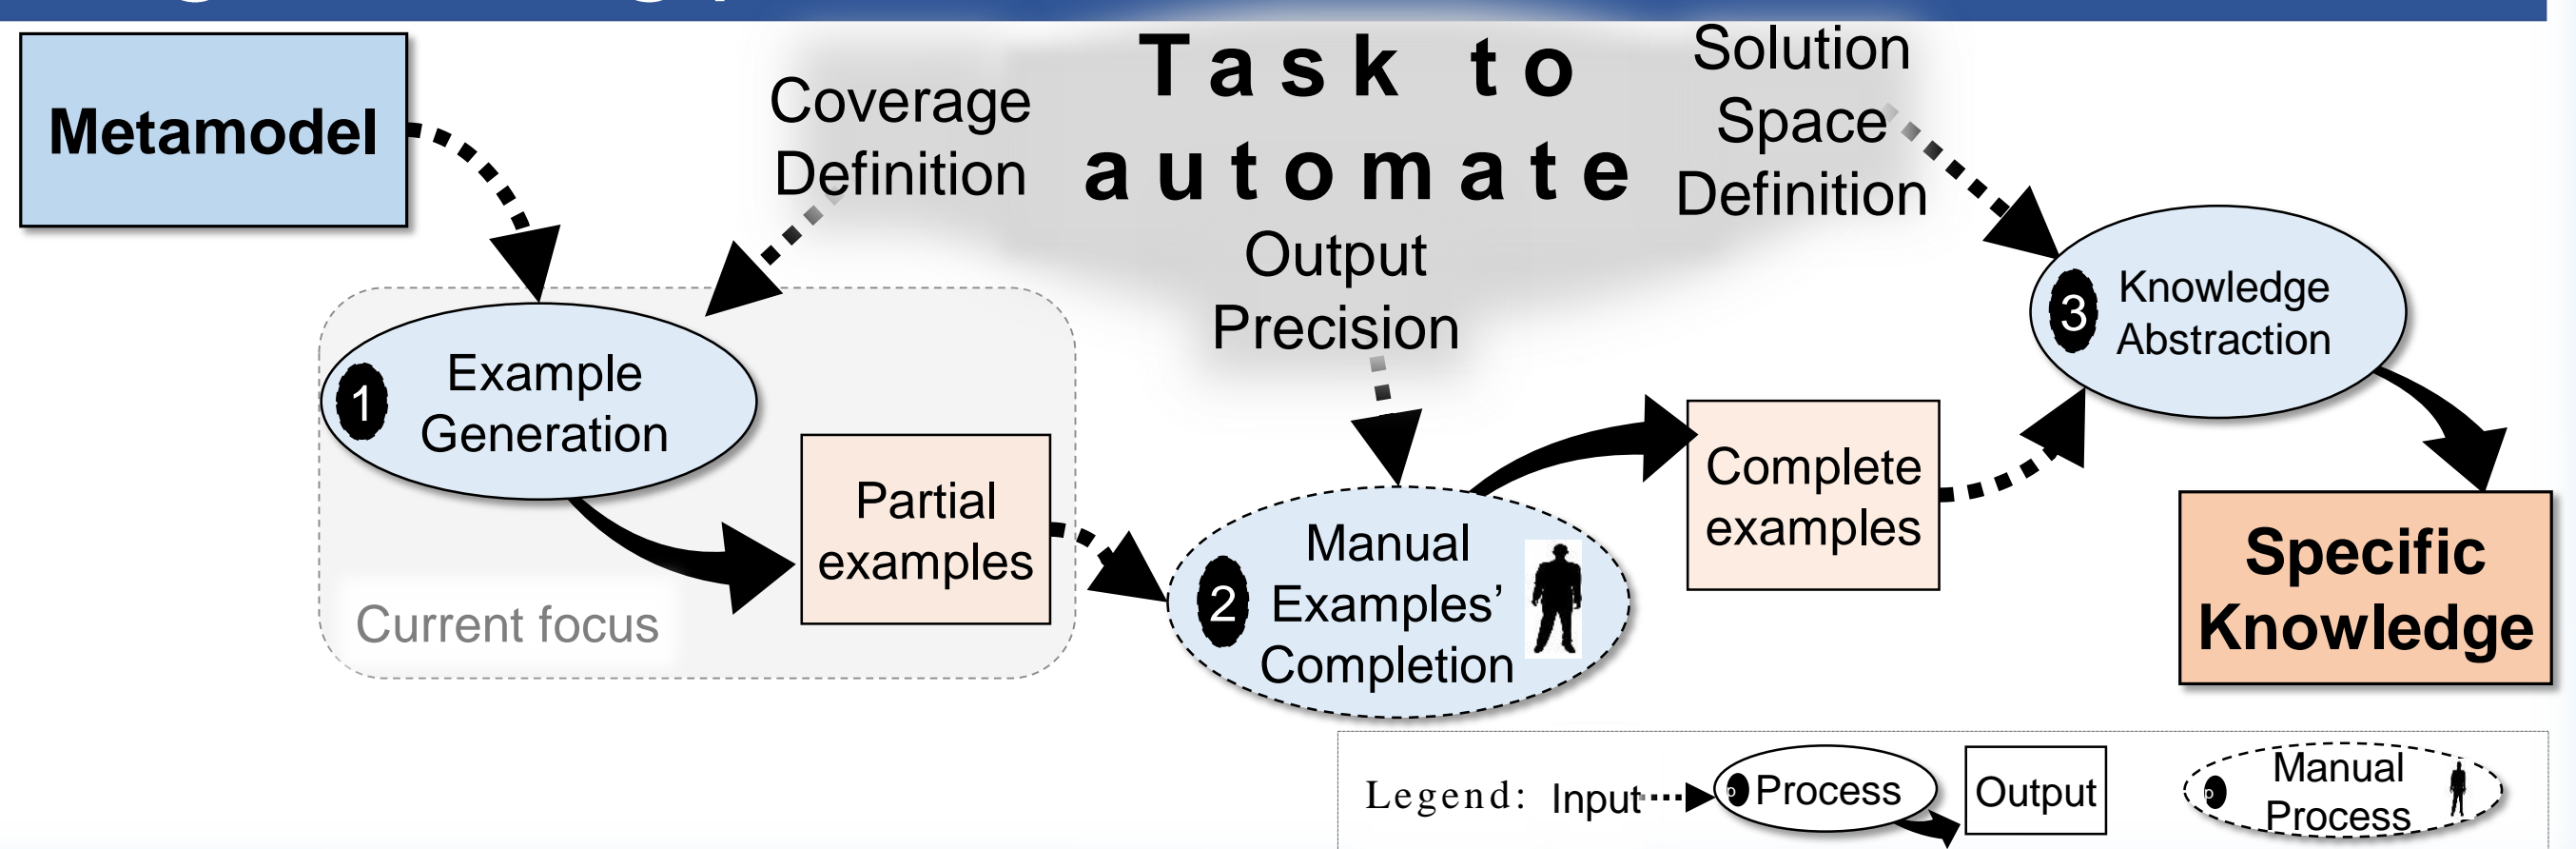 Metamodel
Coverage
Definition
Task to
automate
Solution
Space
Definition
Output
Precision
1
Example
Generation
Partial
examples
Current focus
2
Manual
Examples’
Completion
Complete
examples
3
Knowledge
Abstraction
Specific
Knowledge
Legend:
Input
Process
Output
Manual
Process